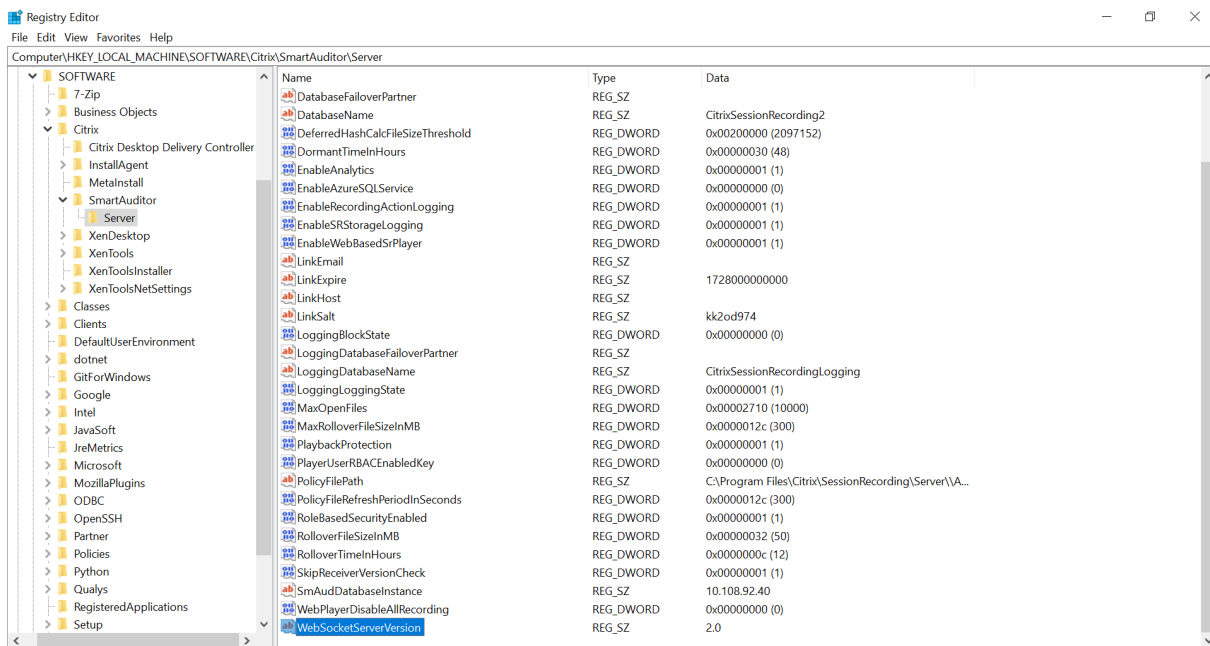 Registry Editor
File Edit View Favorites Help
Computer\HKEY_LOCAL_MACHINE\SOFTWARE\Citrix\SmartAuditor\Server
SOFTWARE
7-Zip
Business Objects
Citrix
Citrix Desktop Delivery Controller
InstallAgent
MetaInstall
SmartAuditor
Server
XenDesktop
XenTools
XenToolsInstaller
XenToolsNetSettings
Classes
Clients
DefaultUserEnvironment
dotnet
GitForWindows
Google
Intel
JavaSoft
JreMetrics
Microsoft
MozillaPlugins
ODBC
OpenSSH
Partner
Policies
Python
Qualys
RegisteredApplications
Setup
Name Type Data
DatabaseFailoverPartner REG_SZ
DatabaseName REG_SZ CitrixSessionRecording2
DeferredHashCalcFileSizeThreshold REG_DWORD 0x00200000 (2097152)
DormantTimeInHours REG_DWORD 0x00000030 (48)
EnableAnalytics REG_DWORD 0x00000001 (1)
EnableAzureSQLService REG_DWORD 0x00000000 (0)
EnableRecordingActionLogging REG_DWORD 0x00000001 (1)
EnableSRStorageLogging REG_DWORD 0x00000001 (1)
EnableWebBasedSrPlayer REG_DWORD 0x00000001 (1)
LinkEmail REG_SZ
LinkExpire REG_SZ 1728000000000
LinkHost REG_SZ
LinkSalt REG_SZ kk2od974
LoggingBlockState REG_DWORD 0x00000000 (0)
LoggingDatabaseFailoverPartner REG_SZ
LoggingDatabaseName REG_SZ CitrixSessionRecordingLogging
LoggingLoggingState REG_DWORD 0x00000001 (1)
MaxOpenFiles REG_DWORD 0x00002710 (10000)
MaxRolloverFileSizeInMB REG_DWORD 0x0000012c (300)
PlaybackProtection REG_DWORD 0x00000001 (1)
PlayerUserRBACEnabledKey REG_DWORD 0x00000000 (0)
PolicyFilePath REG_SZ C:\Program Files\Citrix\SessionRecording\Server\\A...
PolicyFileRefreshPeriodInSeconds REG_DWORD 0x0000012c (300)
RoleBasedSecurityEnabled REG_DWORD 0x00000001 (1)
RolloverFileSizeInMB REG_DWORD 0x00000032 (50)
RolloverTimeInHours REG_DWORD 0x0000000c (12)
SkipReceiverVersionCheck REG_DWORD 0x00000001 (1)
SmAudDatabaseInstance REG_SZ 10.108.92.40
WebPlayerDisableAllRecording REG_DWORD 0x00000000 (0)
WebSocketServerVersion REG_SZ 2.0